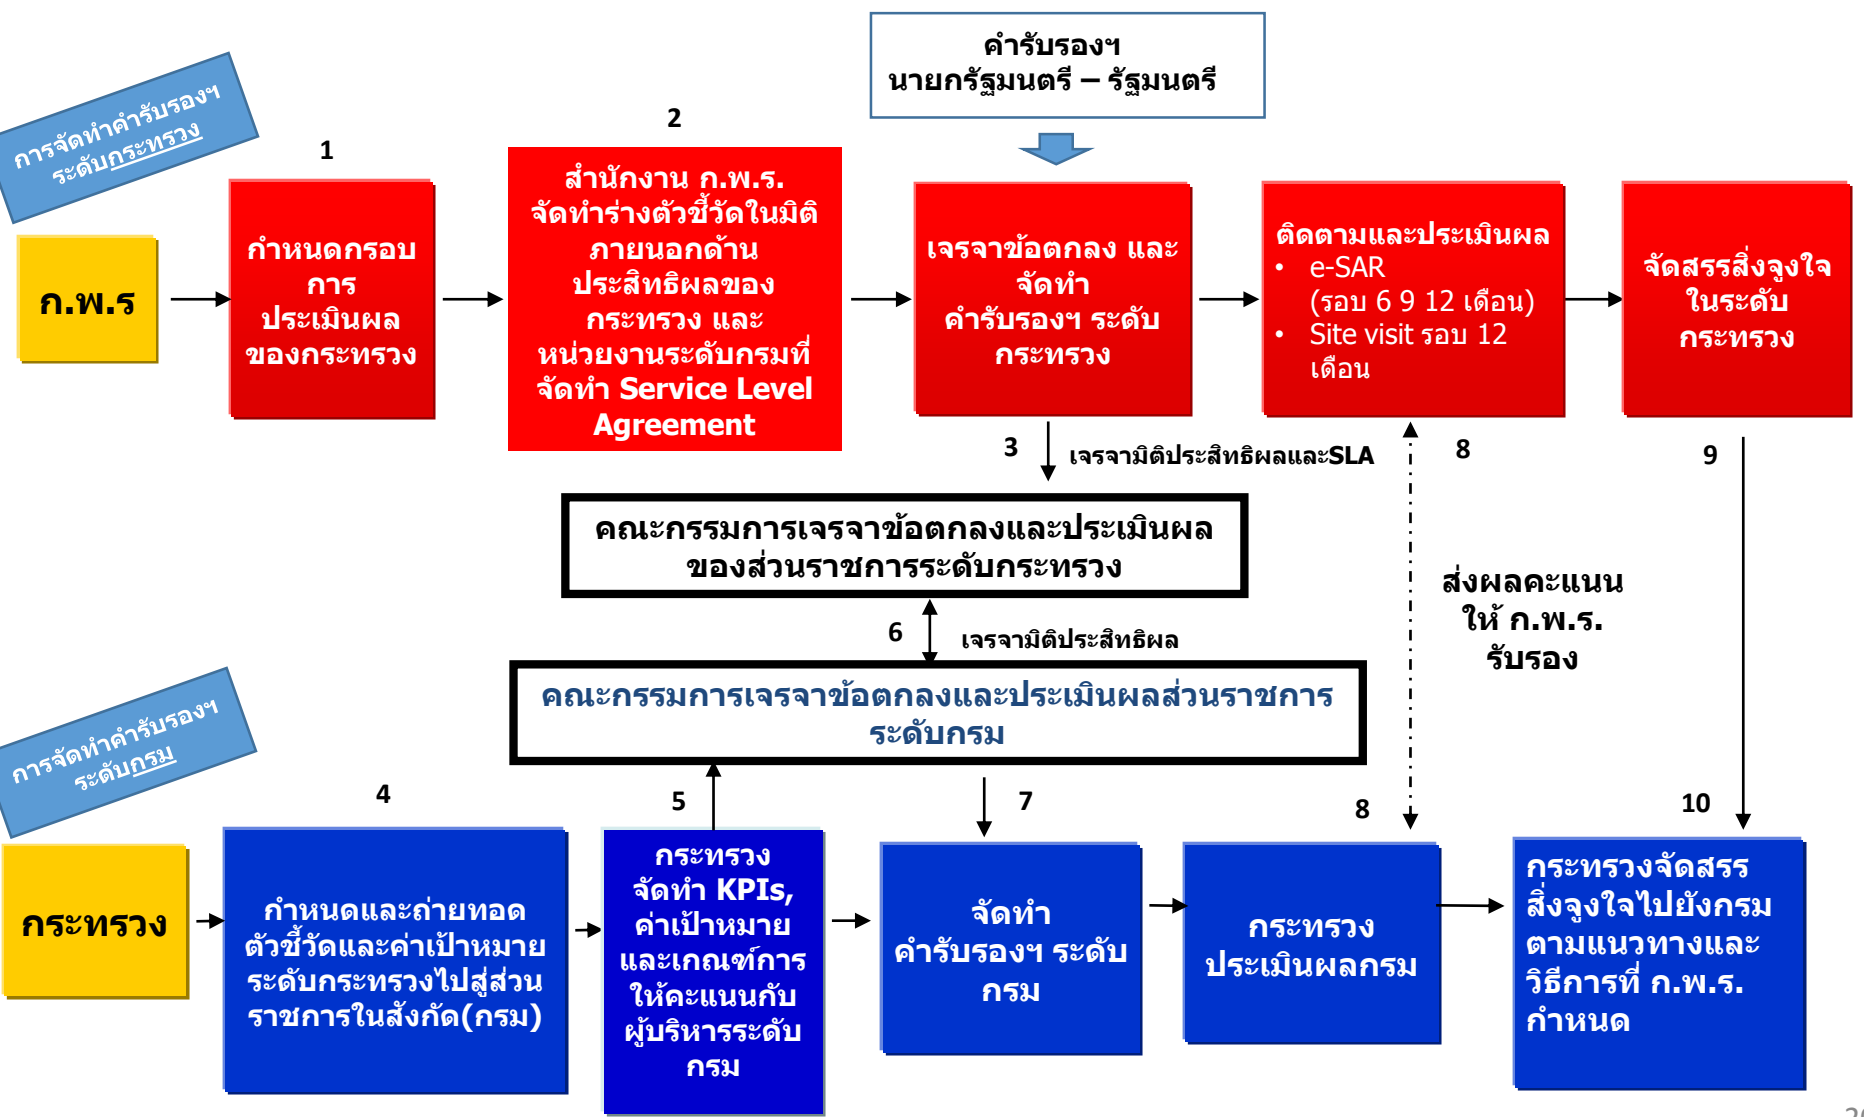 คำรับรองฯ
นายกรัฐมนตรี – รัฐมนตรี
การจัดทำคำรับรองฯ
ระดับกระทรวง
1
2
ก.พ.ร
กำหนดกรอบ
การ
ประเมินผล
ของกระทรวง
สำนักงาน ก.พ.ร.
จัดทำร่างตัวชี้วัดในมิติ
ภายนอกด้าน
ประสิทธิผลของ
กระทรวง และ
หน่วยงานระดับกรมที่
จัดทำ Service Level
Agreement
เจรจาข้อตกลง และ
จัดทำ
คำรับรองฯ ระดับ
กระทรวง
ติดตามและประเมินผล
• e-SAR
(รอบ 6 9 12 เดือน)
• Site visit รอบ 12
เดือน
จัดสรรสิ่งจูงใจ
ในระดับ
กระทรวง
3
เจรจามิติประสิทธิผลและSLA
8
9
คณะกรรมการเจรจาข้อตกลงและประเมินผล
ของส่วนราชการระดับกระทรวง
6
เจรจามิติประสิทธิผล
ส่งผลคะแนน
ให้ ก.พ.ร.
รับรอง
คณะกรรมการเจรจาข้อตกลงและประเมินผลส่วนราชการ
ระดับกรม
การจัดทำคำรับรองฯ
ระดับกรม
4
5
7
8
10
กระทรวง
กำหนดและถ่ายทอด
ตัวชี้วัดและค่าเป้าหมาย
ระดับกระทรวงไปสู่ส่วน
ราชการในสังกัด(กรม)
กระทรวง
จัดทำ KPIs,
ค่าเป้าหมาย
และเกณฑ์การ
ให้คะแนนกับ
ผู้บริหารระดับ
กรม
จัดทำ
คำรับรองฯ ระดับ
กรม
กระทรวง
ประเมินผลกรม
กระทรวงจัดสรร
สิ่งจูงใจไปยังกรม
ตามแนวทางและ
วิธีการที่ ก.พ.ร.
กำหนด